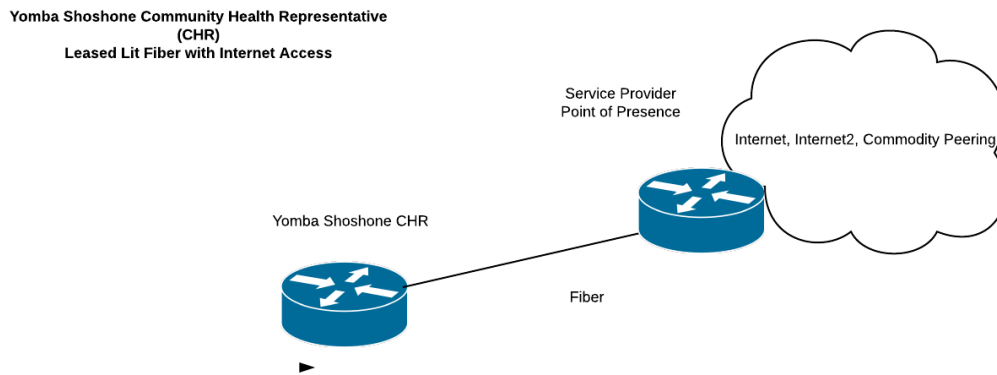 Yomba Shoshone Community Health Representative
(CHR)
Leased Lit Fiber with Internet Access
Service Provider
Point of Presence
Internet, Internet2, Commodity Peering
Yomba Shoshone CHR
Fiber